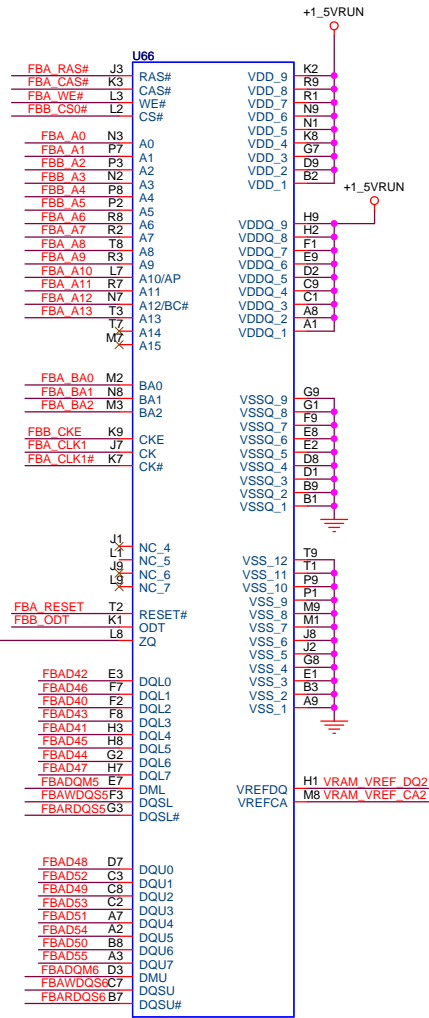 +1_5VRUN
U66
FBA_RAS# J3 RAS# VDD_9 K2
FBA_CAS# K3 CAS# VDD_8 R9
FBA_WE# L3 WE# VDD_7 R1
FBB_CS0# L2 CS# VDD_6 N9
VDD_5 N1
FBA_A0 N3 A0 VDD_4 K8
FBA_A1 P7 A1 VDD_3 G7
FBB_A2 P3 A2 VDD_2 D9
FBB_A3 N2 A3 VDD_1 B2
FBB_A4 P8 A4
+1_5VRUN
FBB_A5 P2 A5
FBA_A6 R8 A6 VDDQ_9 H9
FBA_A7 R2 A7 VDDQ_8 H2
FBA_A8 T8 A8 VDDQ_7 F1
FBA_A9 R3 A9 VDDQ_6 E9
FBA_A10 L7 A10/AP VDDQ_5 D2
FBA_A11 R7 A11 VDDQ_4 C9
FBA_A12 N7 A12/BC# VDDQ_3 C1
FBA_A13 T3 A13 VDDQ_2 A8
T7 A14 VDDQ_1 A1
M7 A15
FBA_BA0 M2 BA0
FBA_BA1 N8 BA1 VSSQ_9 G9
FBA_BA2 M3 BA2 VSSQ_8 G1
VSSQ_7 F9
FBB_CKE K9 CKE VSSQ_6 E8
FBA_CLK1 J7 CK VSSQ_5 E2
FBA_CLK1# K7 CK# VSSQ_4 D8
VSSQ_3 D1
VSSQ_2 B9
VSSQ_1 B1
J1 NC_4
L1 NC_5 VSS_12 T9
J9 NC_6 VSS_11 T1
L9 NC_7 VSS_10 P9
VSS_9 P1
FBA_RESET T2 RESET# VSS_8 M9
FBB_ODT K1 ODT VSS_7 M1
L8 ZQ VSS_6 J8
VSS_5 J2
VSS_4 G8
FBAD42 E3 DQL0 VSS_3 E1
FBAD46 F7 DQL1 VSS_2 B3
FBAD40 F2 DQL2 VSS_1 A9
FBAD43 F8 DQL3
FBAD41 H3 DQL4
FBAD45 H8 DQL5
FBAD44 G2 DQL6
FBAD47 H7 DQL7
FBADQM5 E7 DML VREFDQ H1 VRAM_VREF_DQ2
FBAWDQS5 F3 DQSL VREFCA M8 VRAM_VREF_CA2
FBARDQS5 G3 DQSL#
FBAD48 D7 DQU0
FBAD52 C3 DQU1
FBAD49 C8 DQU2
FBAD53 C2 DQU3
FBAD51 A7 DQU4
FBAD54 A2 DQU5
FBAD50 B8 DQU6
FBAD55 A3 DQU7
FBADQM6 D3 DMU
FBAWDQS6 C7 DQSU
FBARDQS6 B7 DQSU#